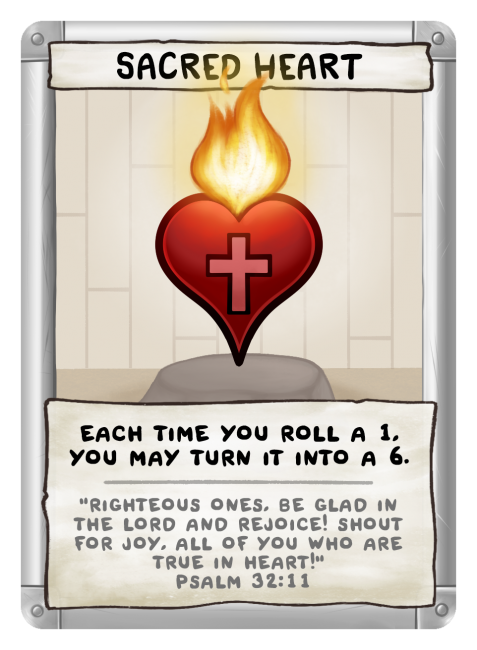 SACRED HEART
EACH TIME YOU ROLL A 1,
YOU MAY TURN IT INTO A 6.
"RIGHTEOUS ONES, BE GLAD IN
THE LORD AND REJOICE! SHOUT
FOR JOY, ALL OF YOU WHO ARE
TRUE IN HEART!"
PSALM 32:11